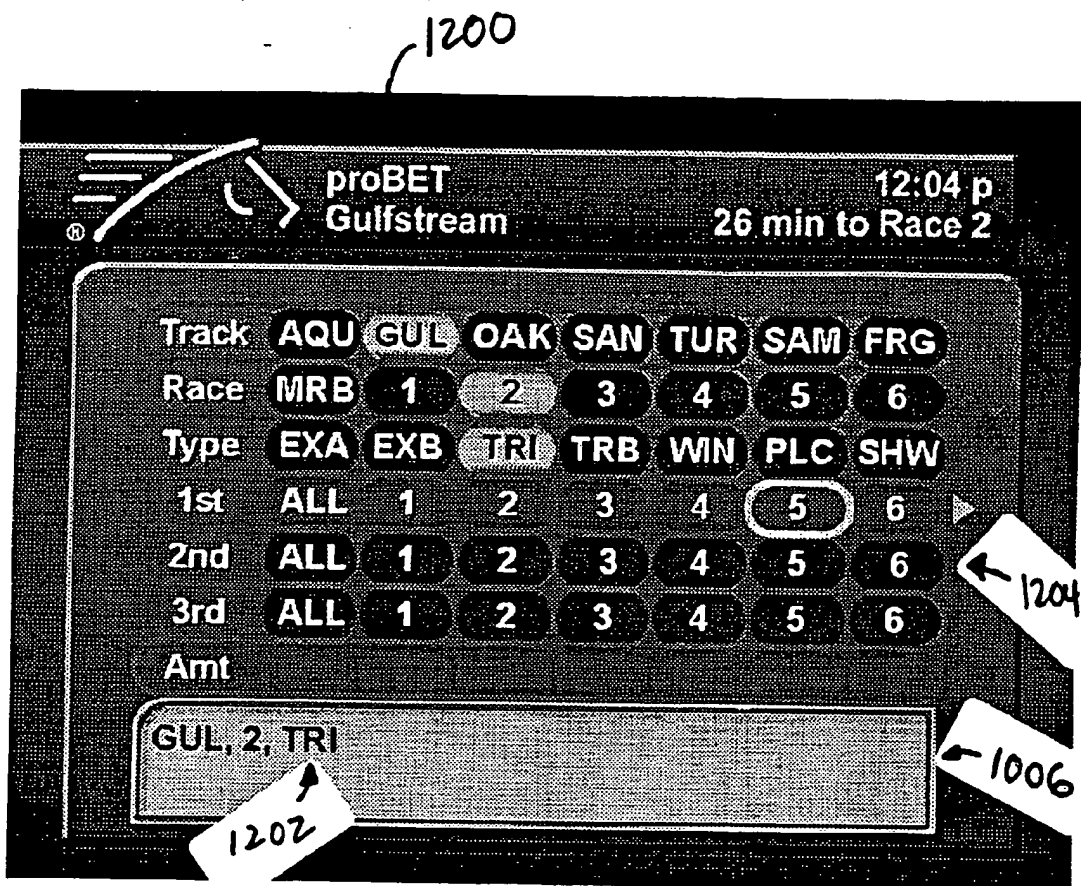 1200
proBET 12:04 p
Gulfstream 26 min to Race 2
®
Track AQU GUL OAK SAN TUR SAM FRG
Race MRB 1 2 3 4 5 6
Type EXA EXB TRI TRB WIN PLC SHW
1st ALL 1 2 3 4 5 6
2nd ALL 1 2 3 4 5 6
1204
3rd ALL 1 2 3 4 5 6
Amt
GUL, 2, TRI
1006
1202